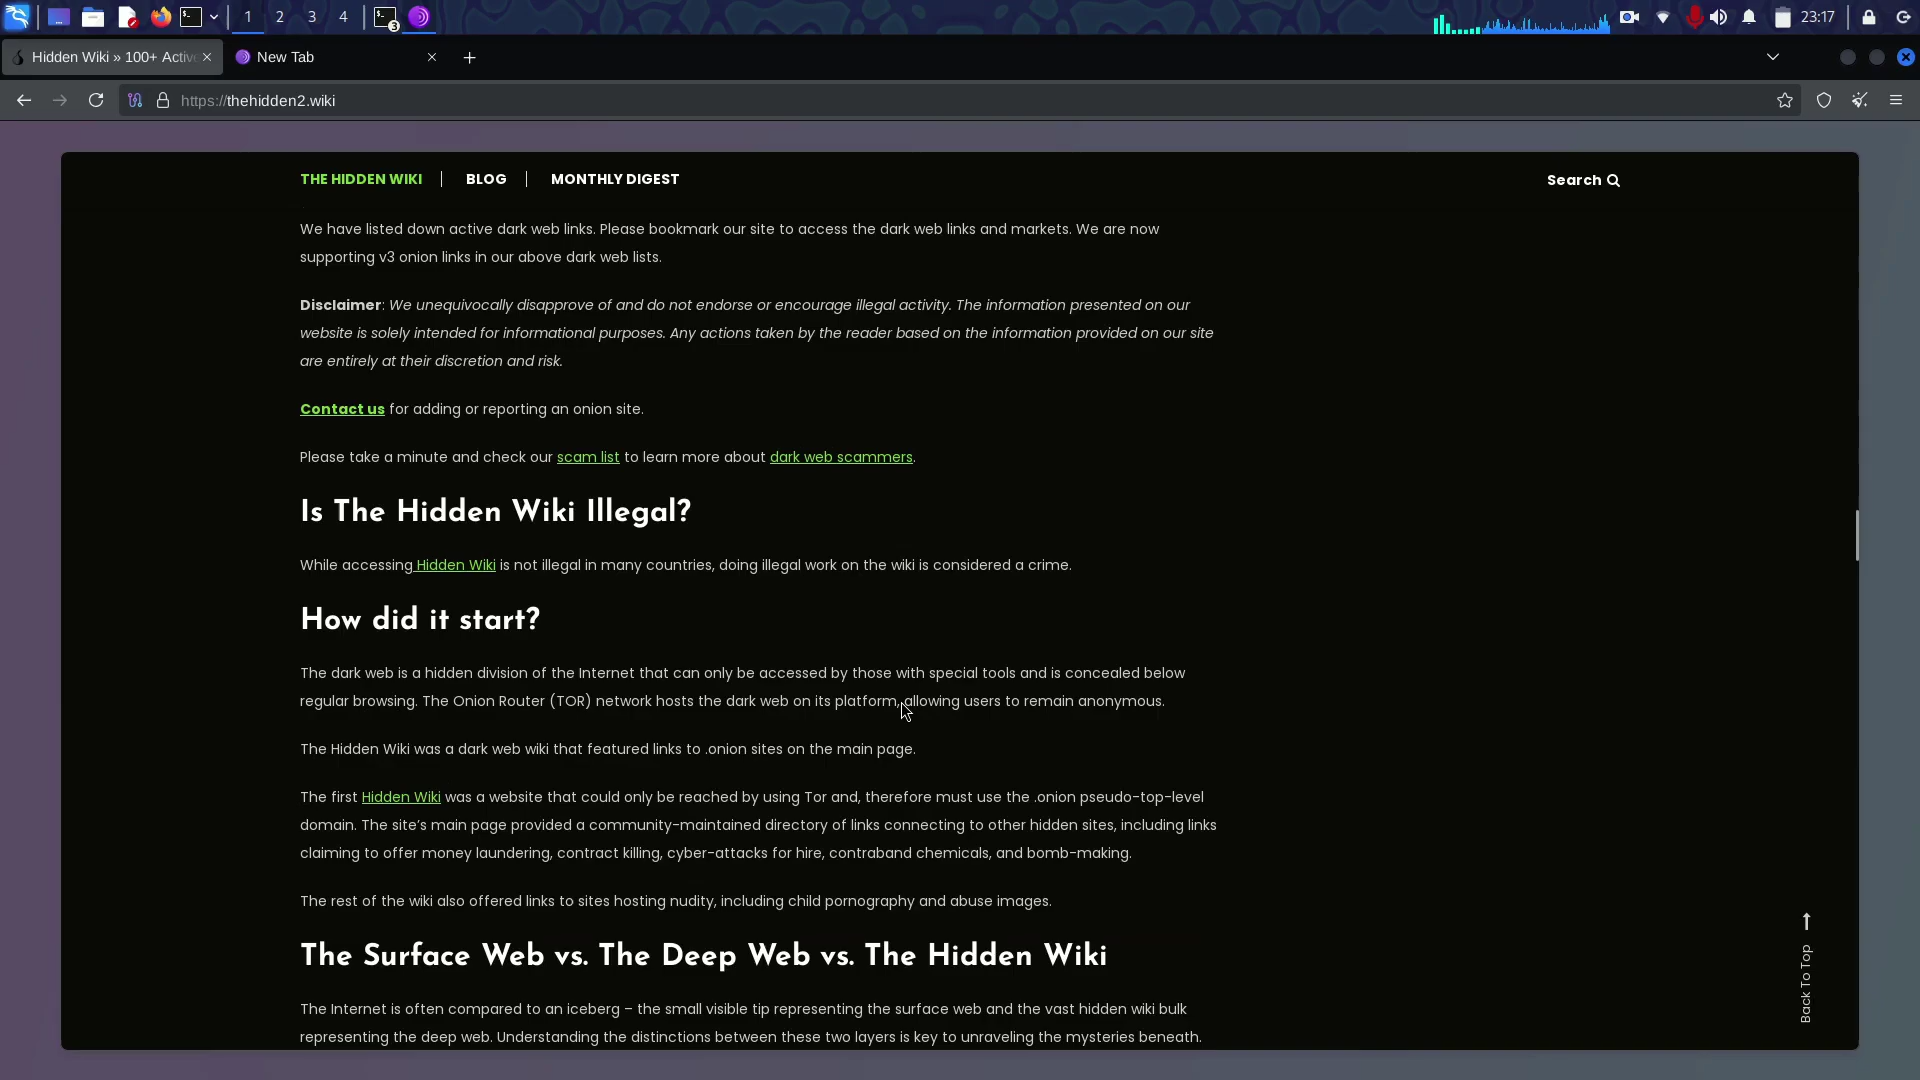 1 2 3 4 3 23:17
Hidden Wiki » 100+ Activ New Tab
https://thehidden2.wiki
THE HIDDEN WIKI BLOG MONTHLY DIGEST Search
We have listed down active dark web links. Please bookmark our site to access the dark web links and markets. We are now
supporting v3 onion links in our above dark web lists.
Disclaimer: We unequivocally disapprove of and do not endorse or encourage illegal activity. The information presented on our
website is solely intended for informational purposes. Any actions taken by the reader based on the information provided on our site
are entirely at their discretion and risk.
Contact us for adding or reporting an onion site.
Please take a minute and check our scam list to learn more about dark web scammers.
Is The Hidden Wiki Illegal?
While accessing Hidden Wiki is not illegal in many countries, doing illegal work on the wiki is considered a crime.
How did it start?
The dark web is a hidden division of the Internet that can only be accessed by those with special tools and is concealed below
regular browsing. The Onion Router (TOR) network hosts the dark web on its platform, allowing users to remain anonymous.
The Hidden Wiki was a dark web wiki that featured links to .onion sites on the main page.
The first Hidden Wiki was a website that could only be reached by using Tor and, therefore must use the .onion pseudo-top-level
domain. The site’s main page provided a community-maintained directory of links connecting to other hidden sites, including links
claiming to offer money laundering, contract killing, cyber-attacks for hire, contraband chemicals, and bomb-making.
The rest of the wiki also offered links to sites hosting nudity, including child pornography and abuse images.
The Surface Web vs. The Deep Web vs. The Hidden Wiki
The Internet is often compared to an iceberg – the small visible tip representing the surface web and the vast hidden wiki bulk
representing the deep web. Understanding the distinctions between these two layers is key to unraveling the mysteries beneath.
Back To Top